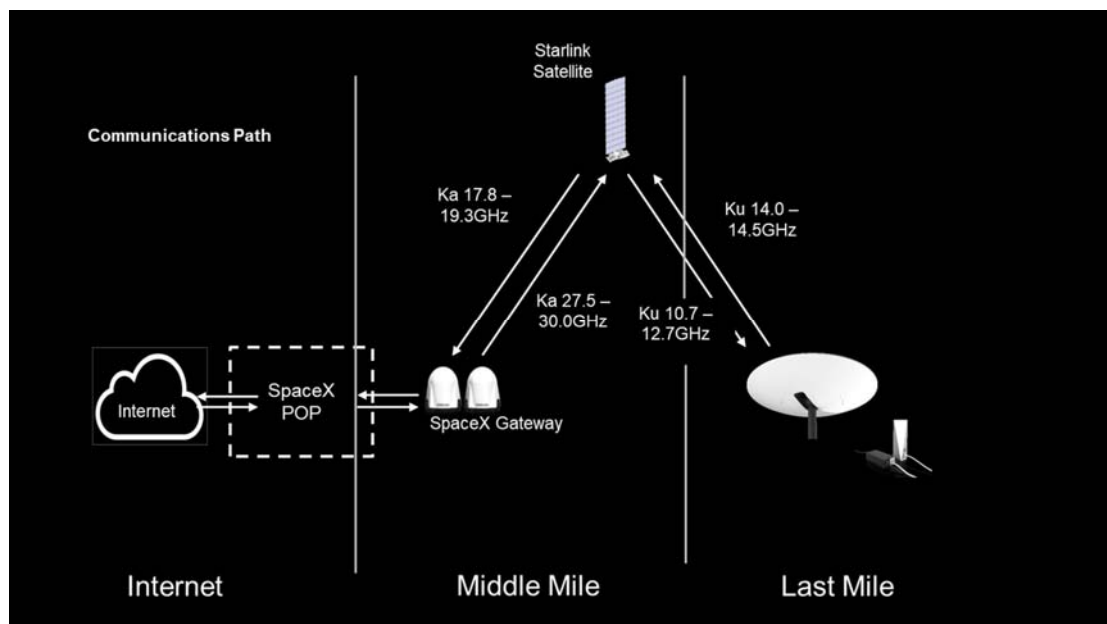 Starlink
Satellite
Communications Path
Ka 17.8 –
19.3GHz
Ku 14.0 –
14.5GHz
Ka 27.5 –
30.0GHz
Ku 10.7 –
12.7GHz
Internet
SpaceX
POP
SpaceX Gateway
Internet
Middle Mile
Last Mile